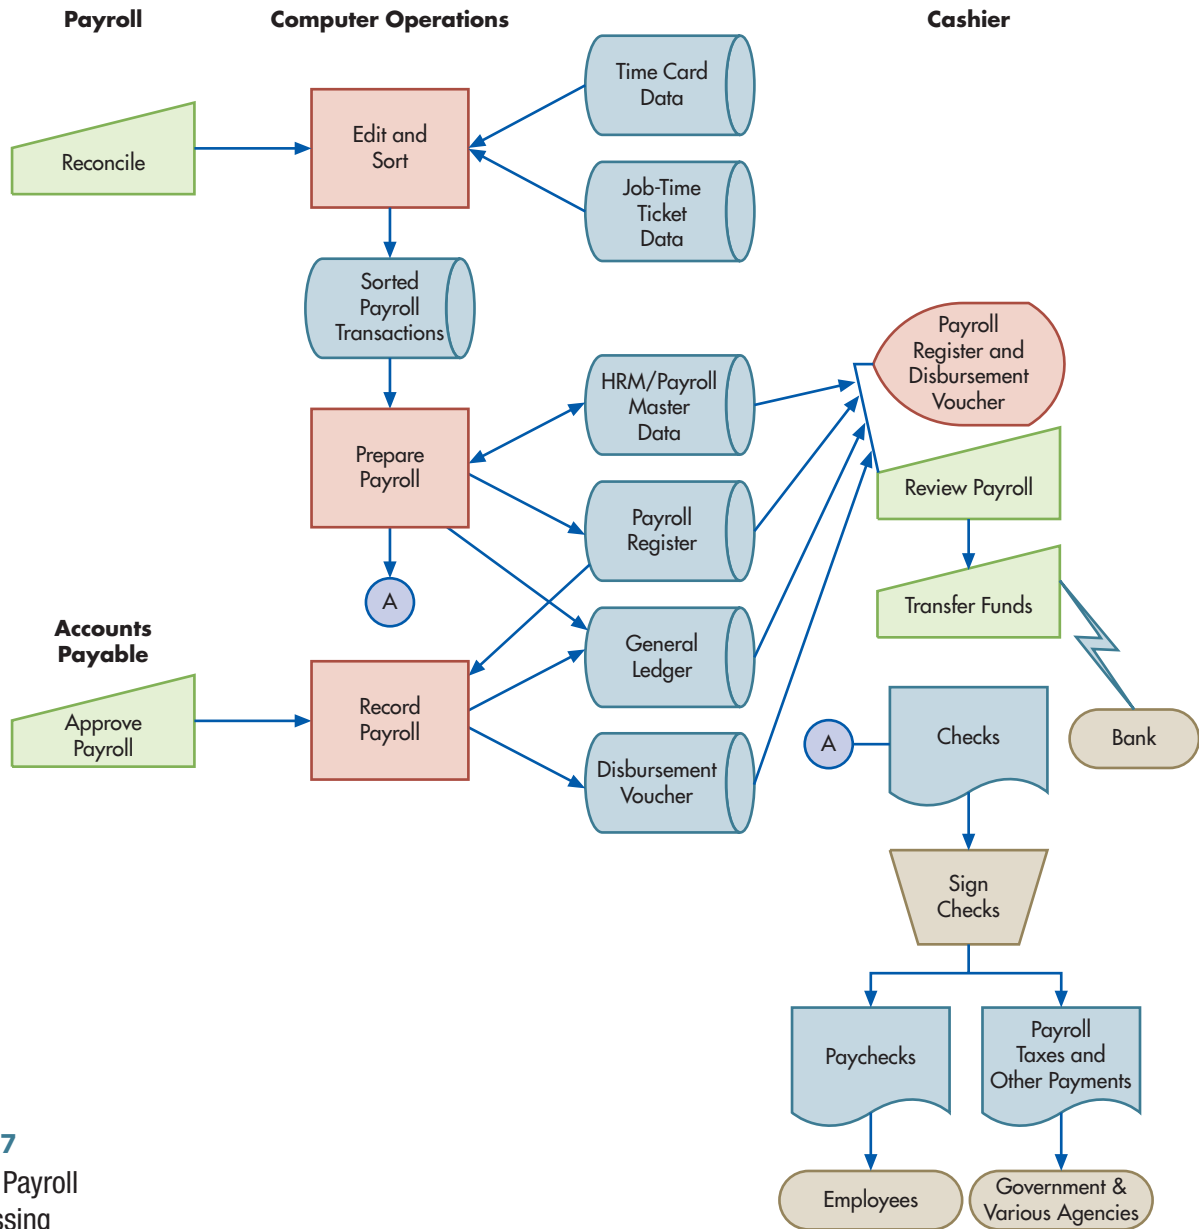 Payroll
Computer Operations
Cashier
Time Card
Data
Edit and
Sort
Reconcile
Job-Time
Ticket
Data
Sorted
Payroll
Transactions
Payroll
Register and
Disbursement
Voucher
HRM/Payroll
Master
Data
Prepare
Payroll
Review Payroll
Payroll
Register
A
Transfer Funds
Accounts
Payable
General
Ledger
Record
Payroll
Approve
Payroll
A
Checks
Bank
Disbursement
Voucher
Sign
Checks
Paychecks
Payroll
Taxes and
Other Payments
7
Payroll
ssing
Employees
Government &
Various Agencies